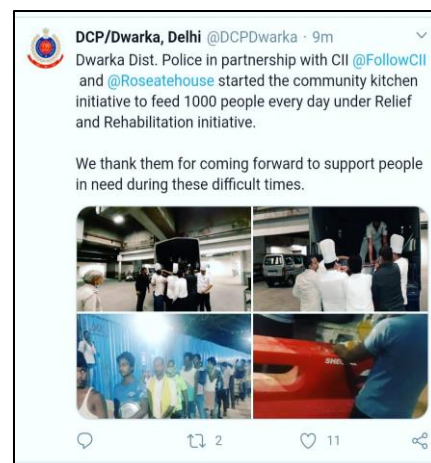 DCP/Dwarka, Delhi @DCPDwarka · 9m
Dwarka Dist. Police in partnership with CII @FollowCII
and @Roseatehouse started the community kitchen
initiative to feed 1000 people every day under Relief
and Rehabilitation initiative.
We thank them for coming forward to support people
in need during these difficult times.
2
11